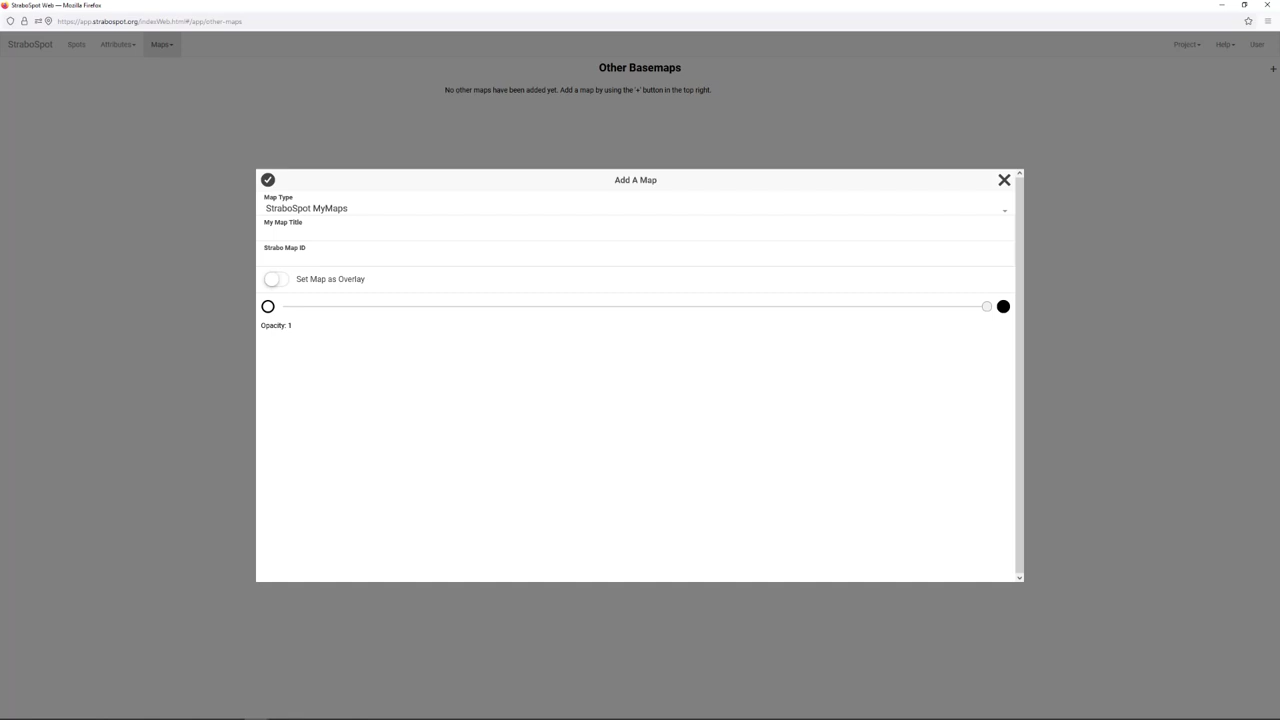 StraboSpot Web — Mozilla Firefox
https://app.strabospot.org/indexWeb.html#/app/other-maps
StraboSpot Spots Attributes Maps Project Help User
Other Basemaps
+
No other maps have been added yet. Add a map by using the '+' button in the top right.
Add A Map
Map Type
StraboSpot MyMaps
My Map Title
Strabo Map ID
Set Map as Overlay
Opacity: 1